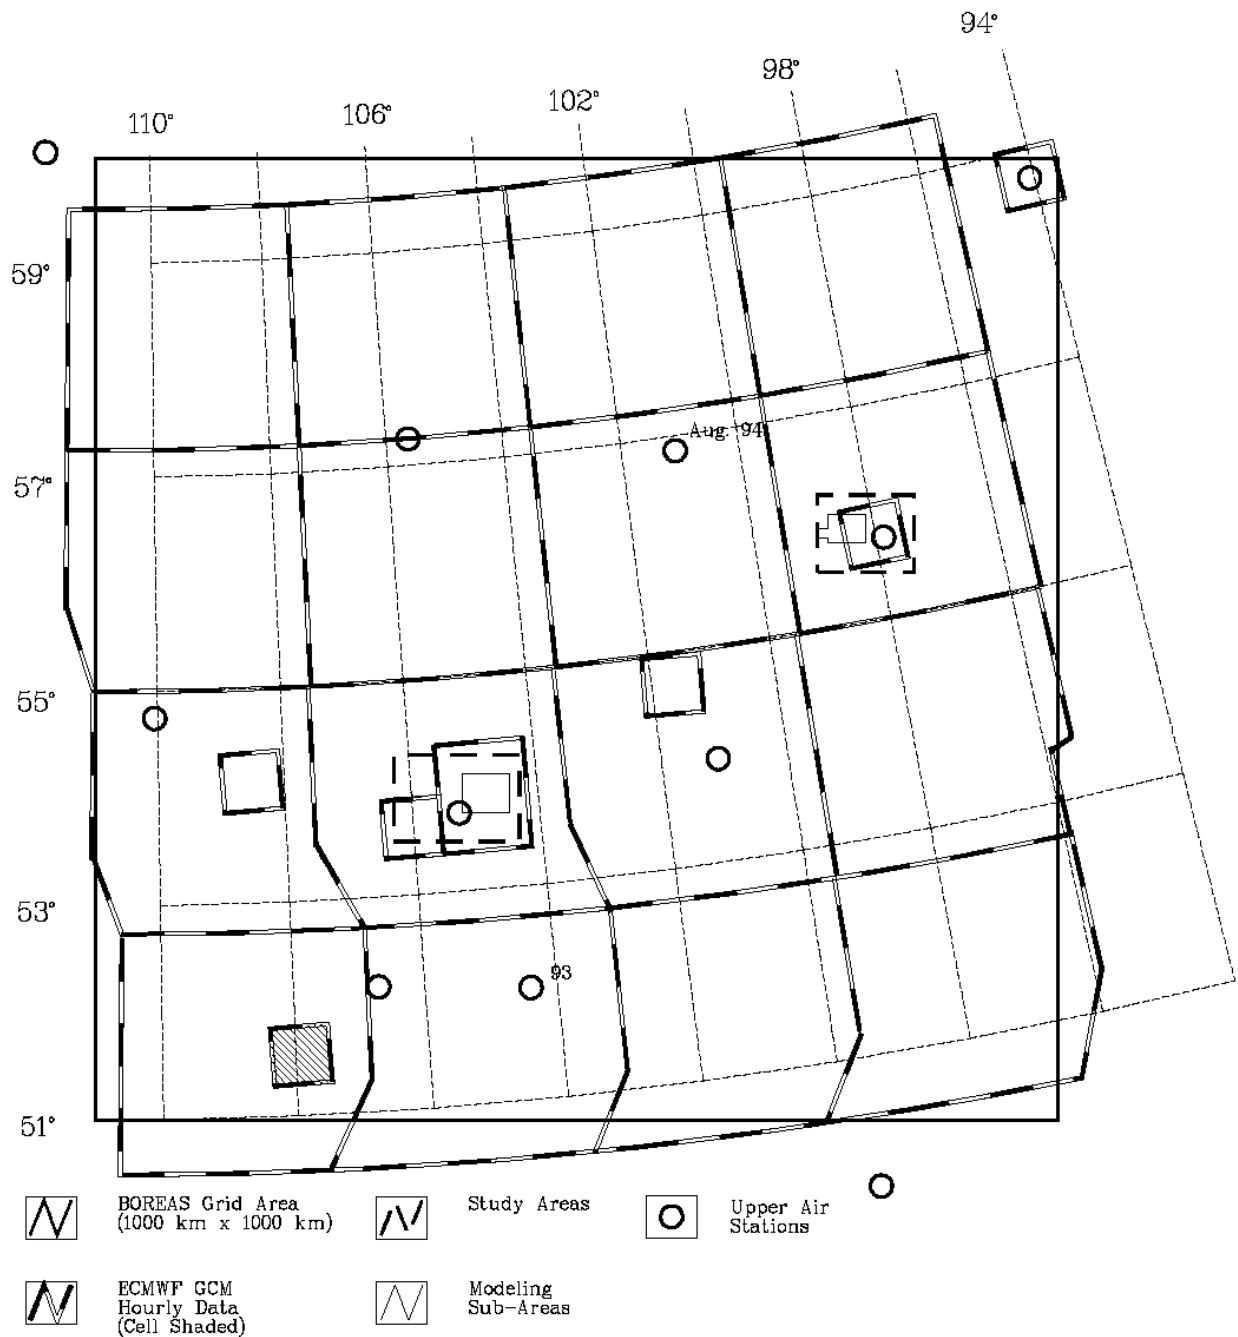 94°
98°
102°
106°
110°
59°
Aug. 94
57°
55°
53°
93
51°
BOREAS Grid Area
(1000 km x 1000 km)
Study Areas
Upper Air
Stations
ECMWF GCM
Hourly Data
(Cell Shaded)
Modeling
Sub-Areas